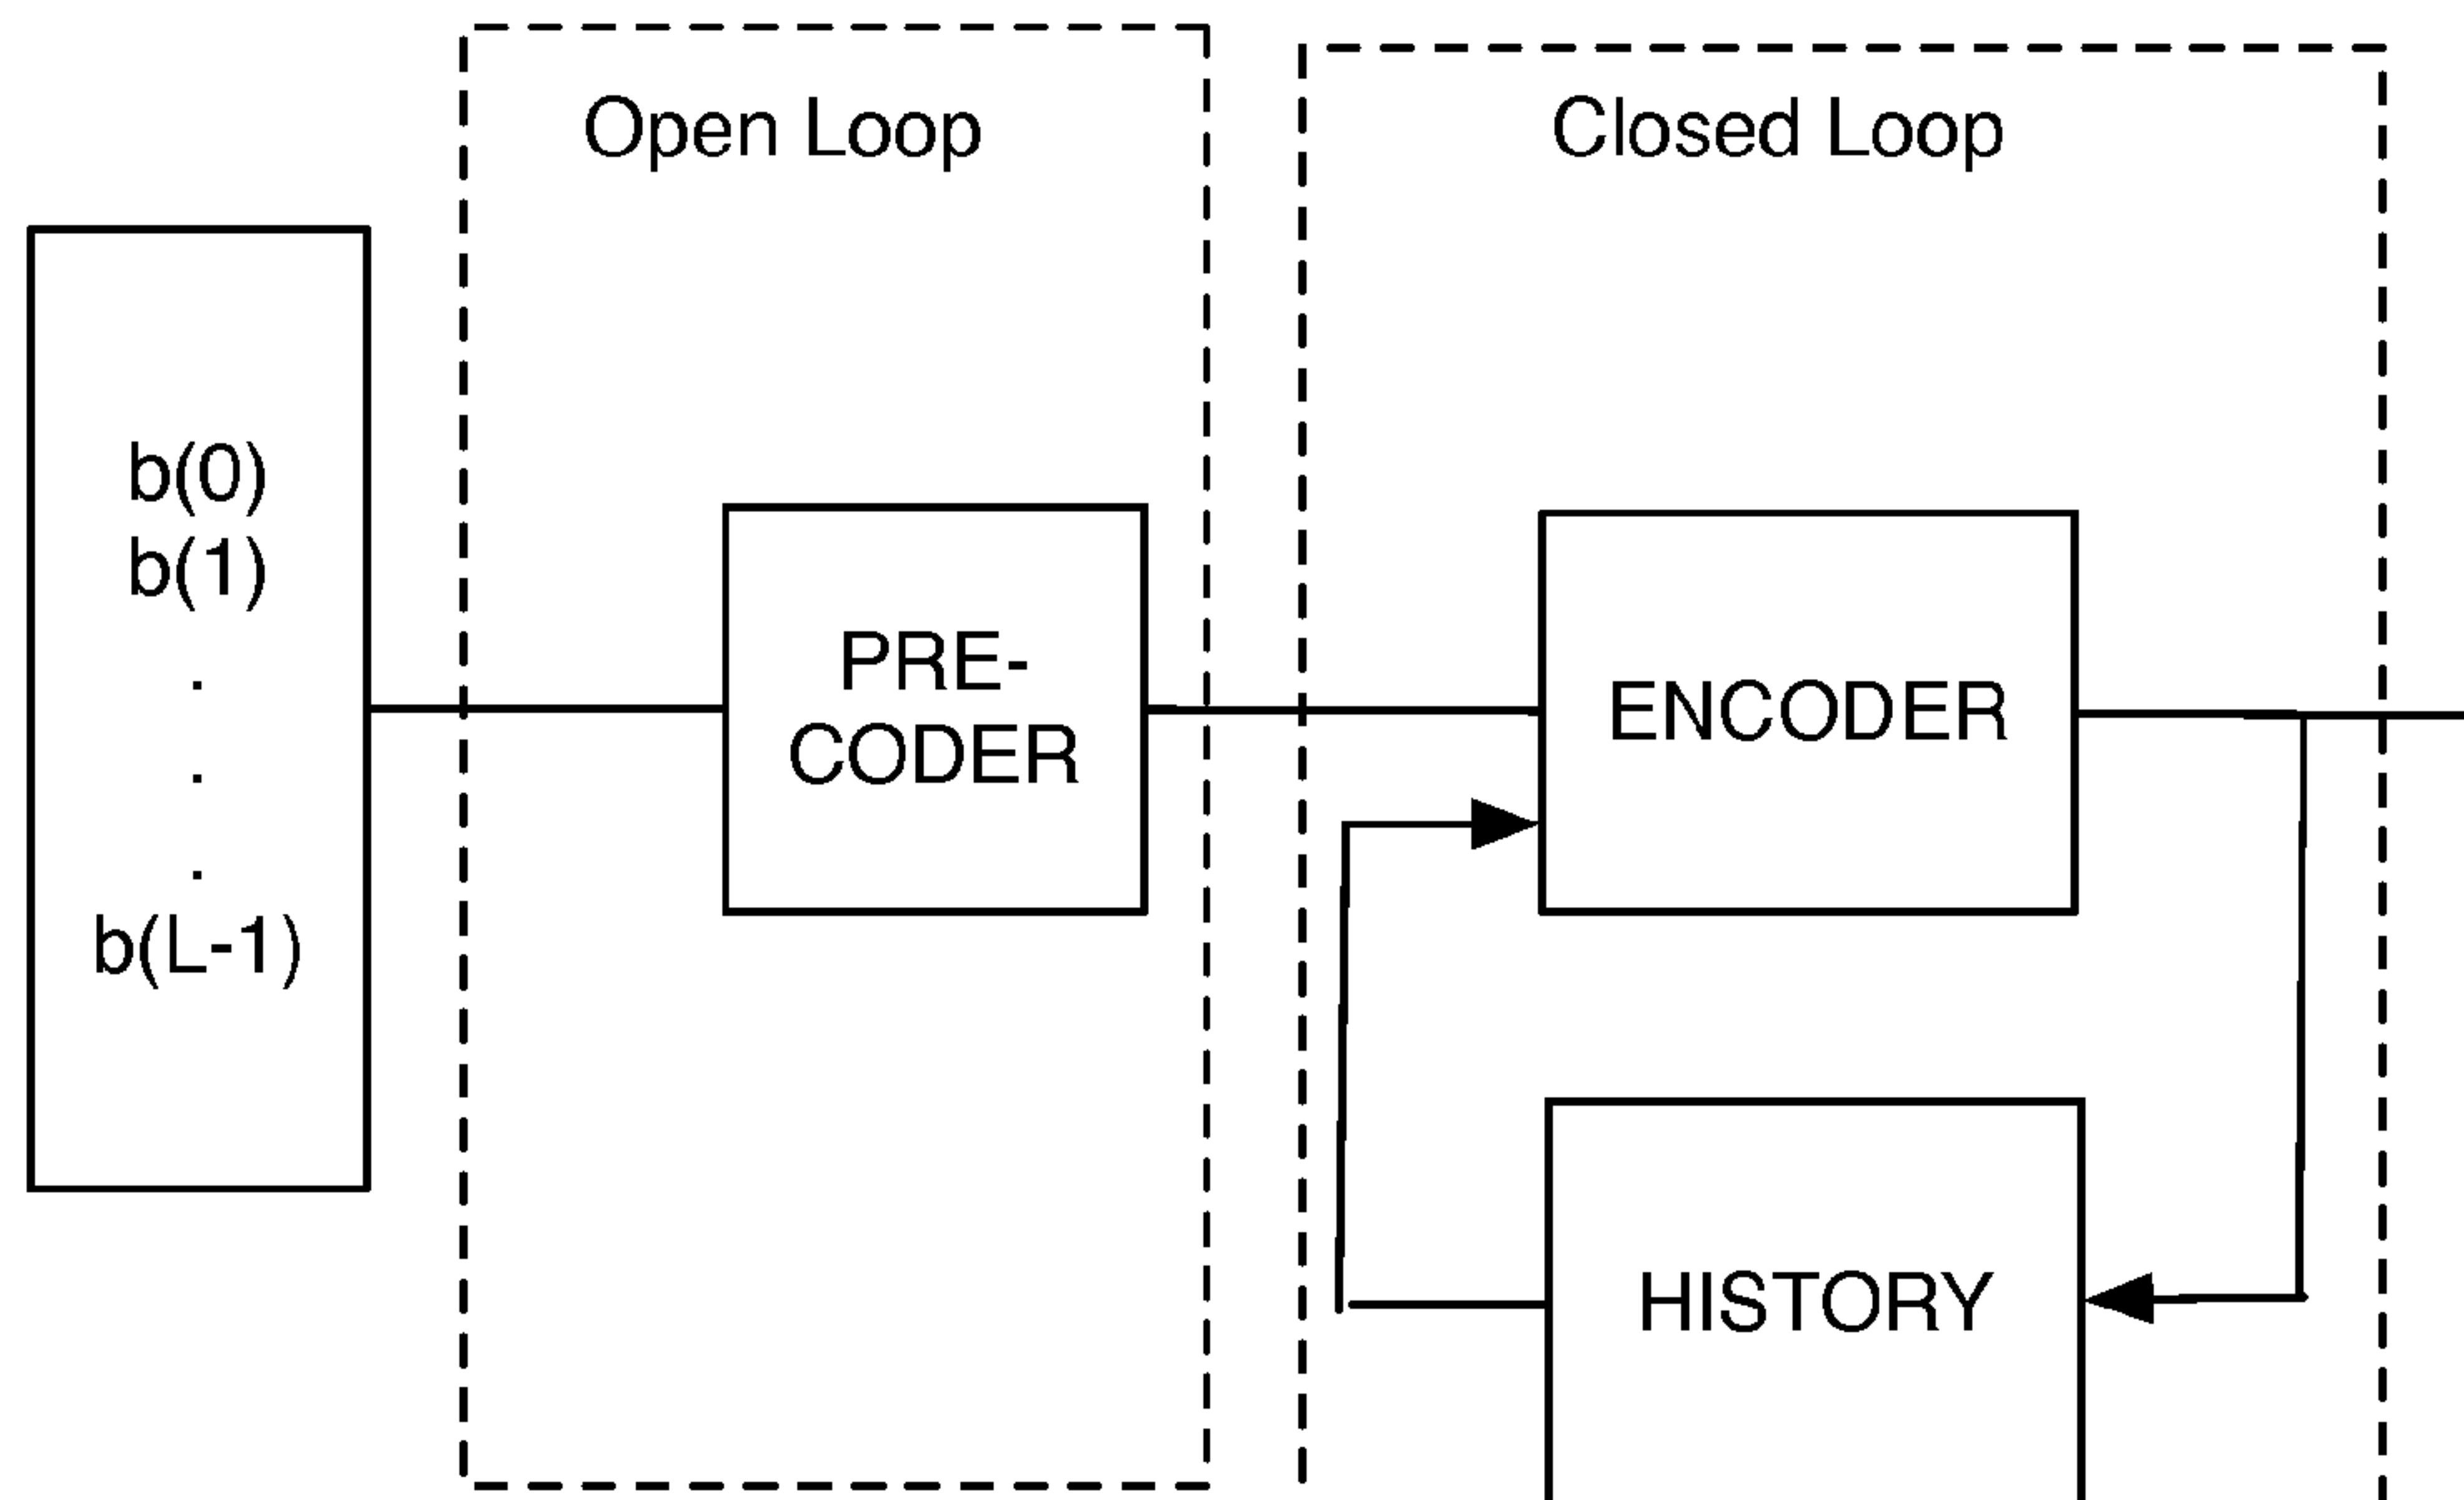 Open Loop
Closed Loop
b(0)
b(1)
.
.
.
b(L-1)
PRE-
CODER
ENCODER
HISTORY